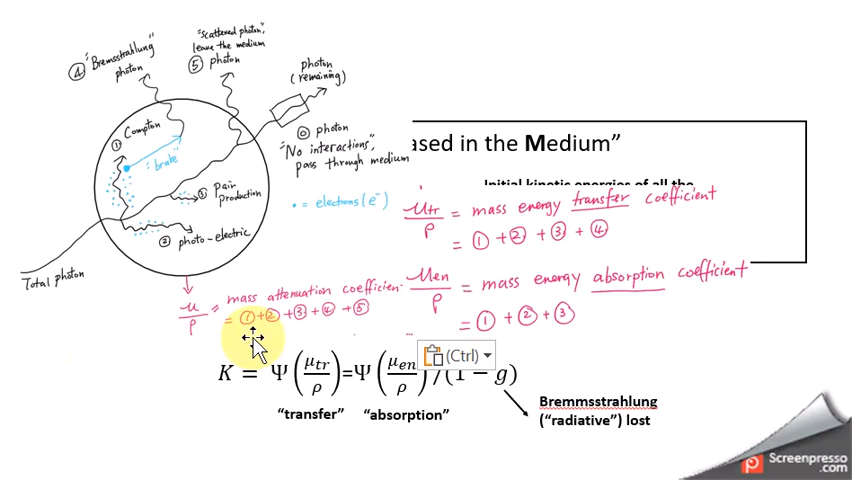 "Bremsstrahlung"
④ photon
"Scattered photon",
leave the medium
⑤ photon
photon
(remaining)
① Compton
"brake"
⓪ photon
"No interactions",
pass through medium
③ Pair
production
② photo-electric
• = electrons (e⁻)
Total photon
ased in the Medium"
Initial kinetic energies of all the
μtr/ρ = mass energy transfer coefficient
= ① + ② + ③ + ④
μ/ρ = mass attenuation coefficien
= ①+②+③+④+⑤
μen/ρ = mass energy absorption coefficient
= ① + ② + ③
(Ctrl)
K = Ψ (μtr/ρ)=Ψ (μen/ρ)/(1 − g)
"transfer"
"absorption"
Bremmsstrahlung
("radiative") lost
Screenpresso
.com